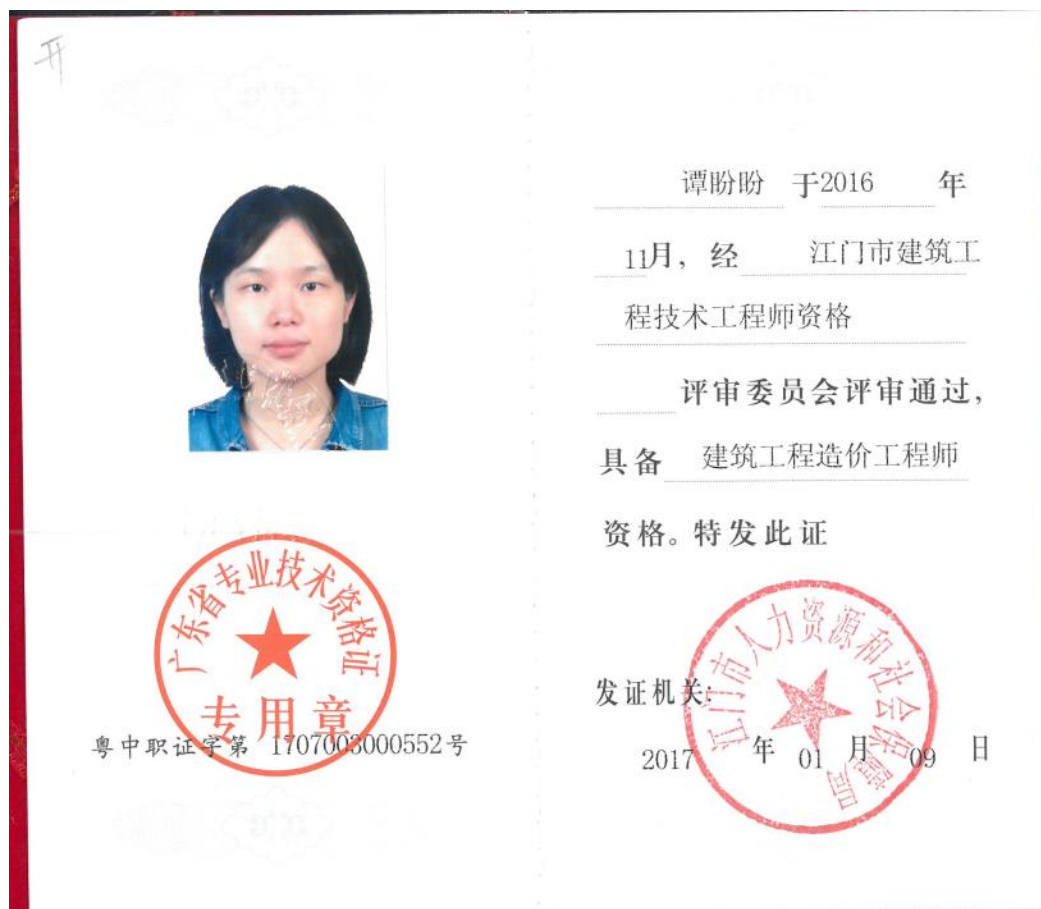 广东省专业技术资格证
专用章
粤中职证字第 1707003000552号
谭盼盼 于2016 年
11月，经 江门市建筑工
程技术工程师资格
评审委员会评审通过，
具备 建筑工程造价工程师
资格。特发此证
江门市人力资源和社会保障局
发证机关：
2017 年 01 月 09 日